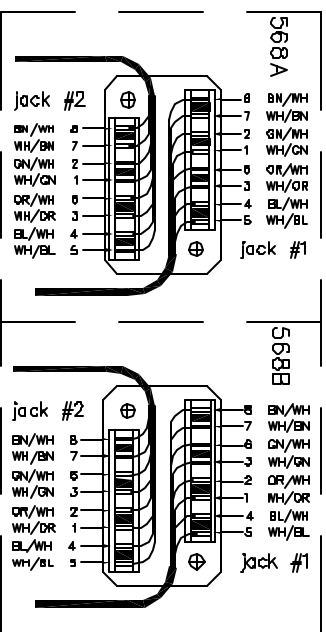 568A
jack #2
BN/WH 8
WH/BN 7
GN/WH 2
WH/GN 1
OR/WH 6
WH/OR 3
BL/WH 4
WH/BL 5
8 BN/WH
7 WH/BN
2 GN/WH
1 WH/GN
6 OR/WH
3 WH/OR
4 BL/WH
5 WH/BL
jack #1
568B
jack #2
BN/WH 8
WH/BN 7
GN/WH 6
WH/GN 3
OR/WH 2
WH/OR 1
BL/WH 4
WH/BL 5
8 BN/WH
7 WH/BN
6 GN/WH
3 WH/GN
2 OR/WH
1 WH/OR
4 BL/WH
5 WH/BL
jack #1